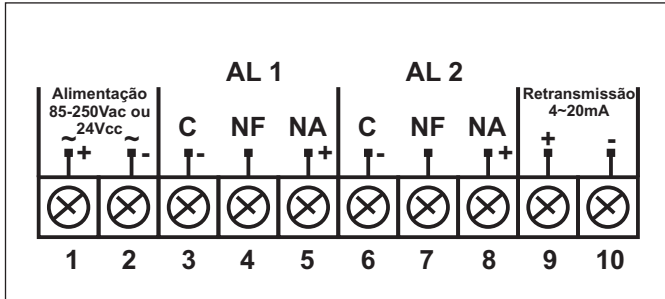 AL 1 AL 2
Alimentação
85-250Vac ou
24Vcc
Retransmissão
4~20mA
C NF NA C NF NA
~+ ~- - + - + + -
1 2 3 4 5 6 7 8 9 10